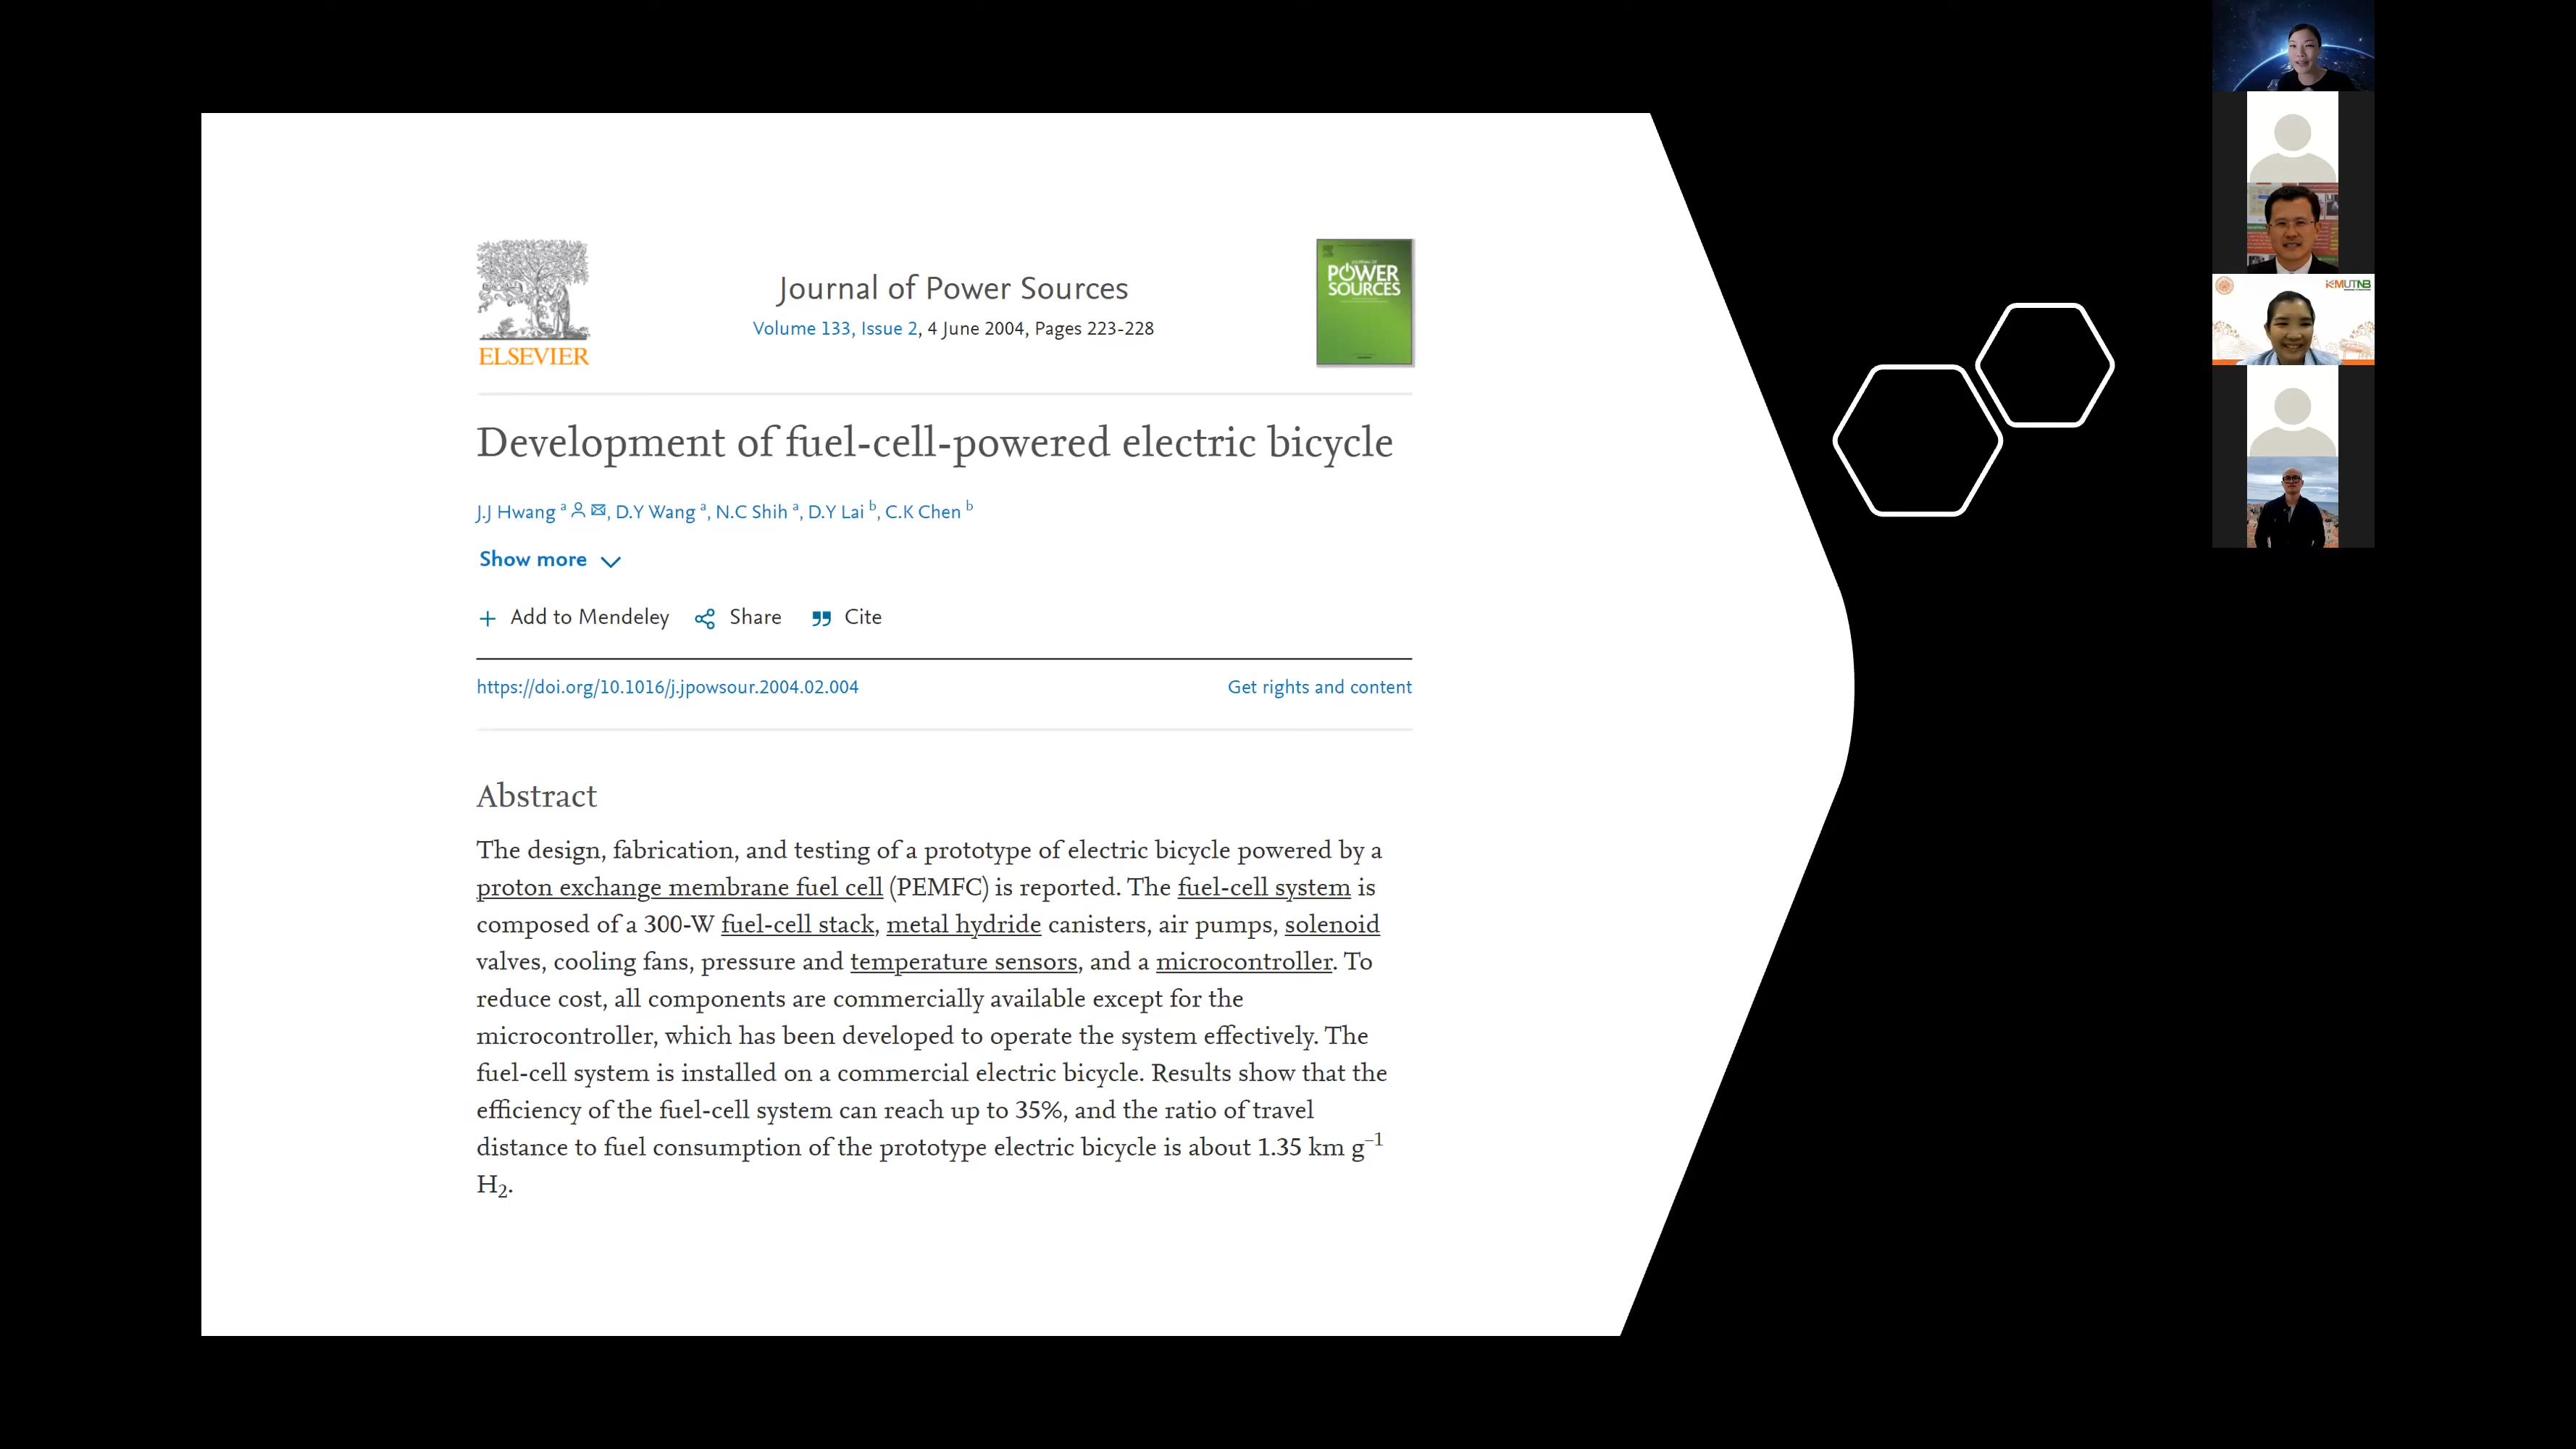 ELSEVIER
Journal of Power Sources
Volume 133, Issue 2, 4 June 2004, Pages 223-228
JOURNAL OF
POWER
SOURCES
Development of fuel-cell-powered electric bicycle
J.J Hwang a, D.Y Wang a, N.C Shih a, D.Y Lai b, C.K Chen b
Show more
+ Add to Mendeley Share Cite
https://doi.org/10.1016/j.jpowsour.2004.02.004 Get rights and content
Abstract
The design, fabrication, and testing of a prototype of electric bicycle powered by a
proton exchange membrane fuel cell (PEMFC) is reported. The fuel-cell system is
composed of a 300-W fuel-cell stack, metal hydride canisters, air pumps, solenoid
valves, cooling fans, pressure and temperature sensors, and a microcontroller. To
reduce cost, all components are commercially available except for the
microcontroller, which has been developed to operate the system effectively. The
fuel-cell system is installed on a commercial electric bicycle. Results show that the
efficiency of the fuel-cell system can reach up to 35%, and the ratio of travel
distance to fuel consumption of the prototype electric bicycle is about 1.35 km g⁻¹
H₂.
KMUTNB